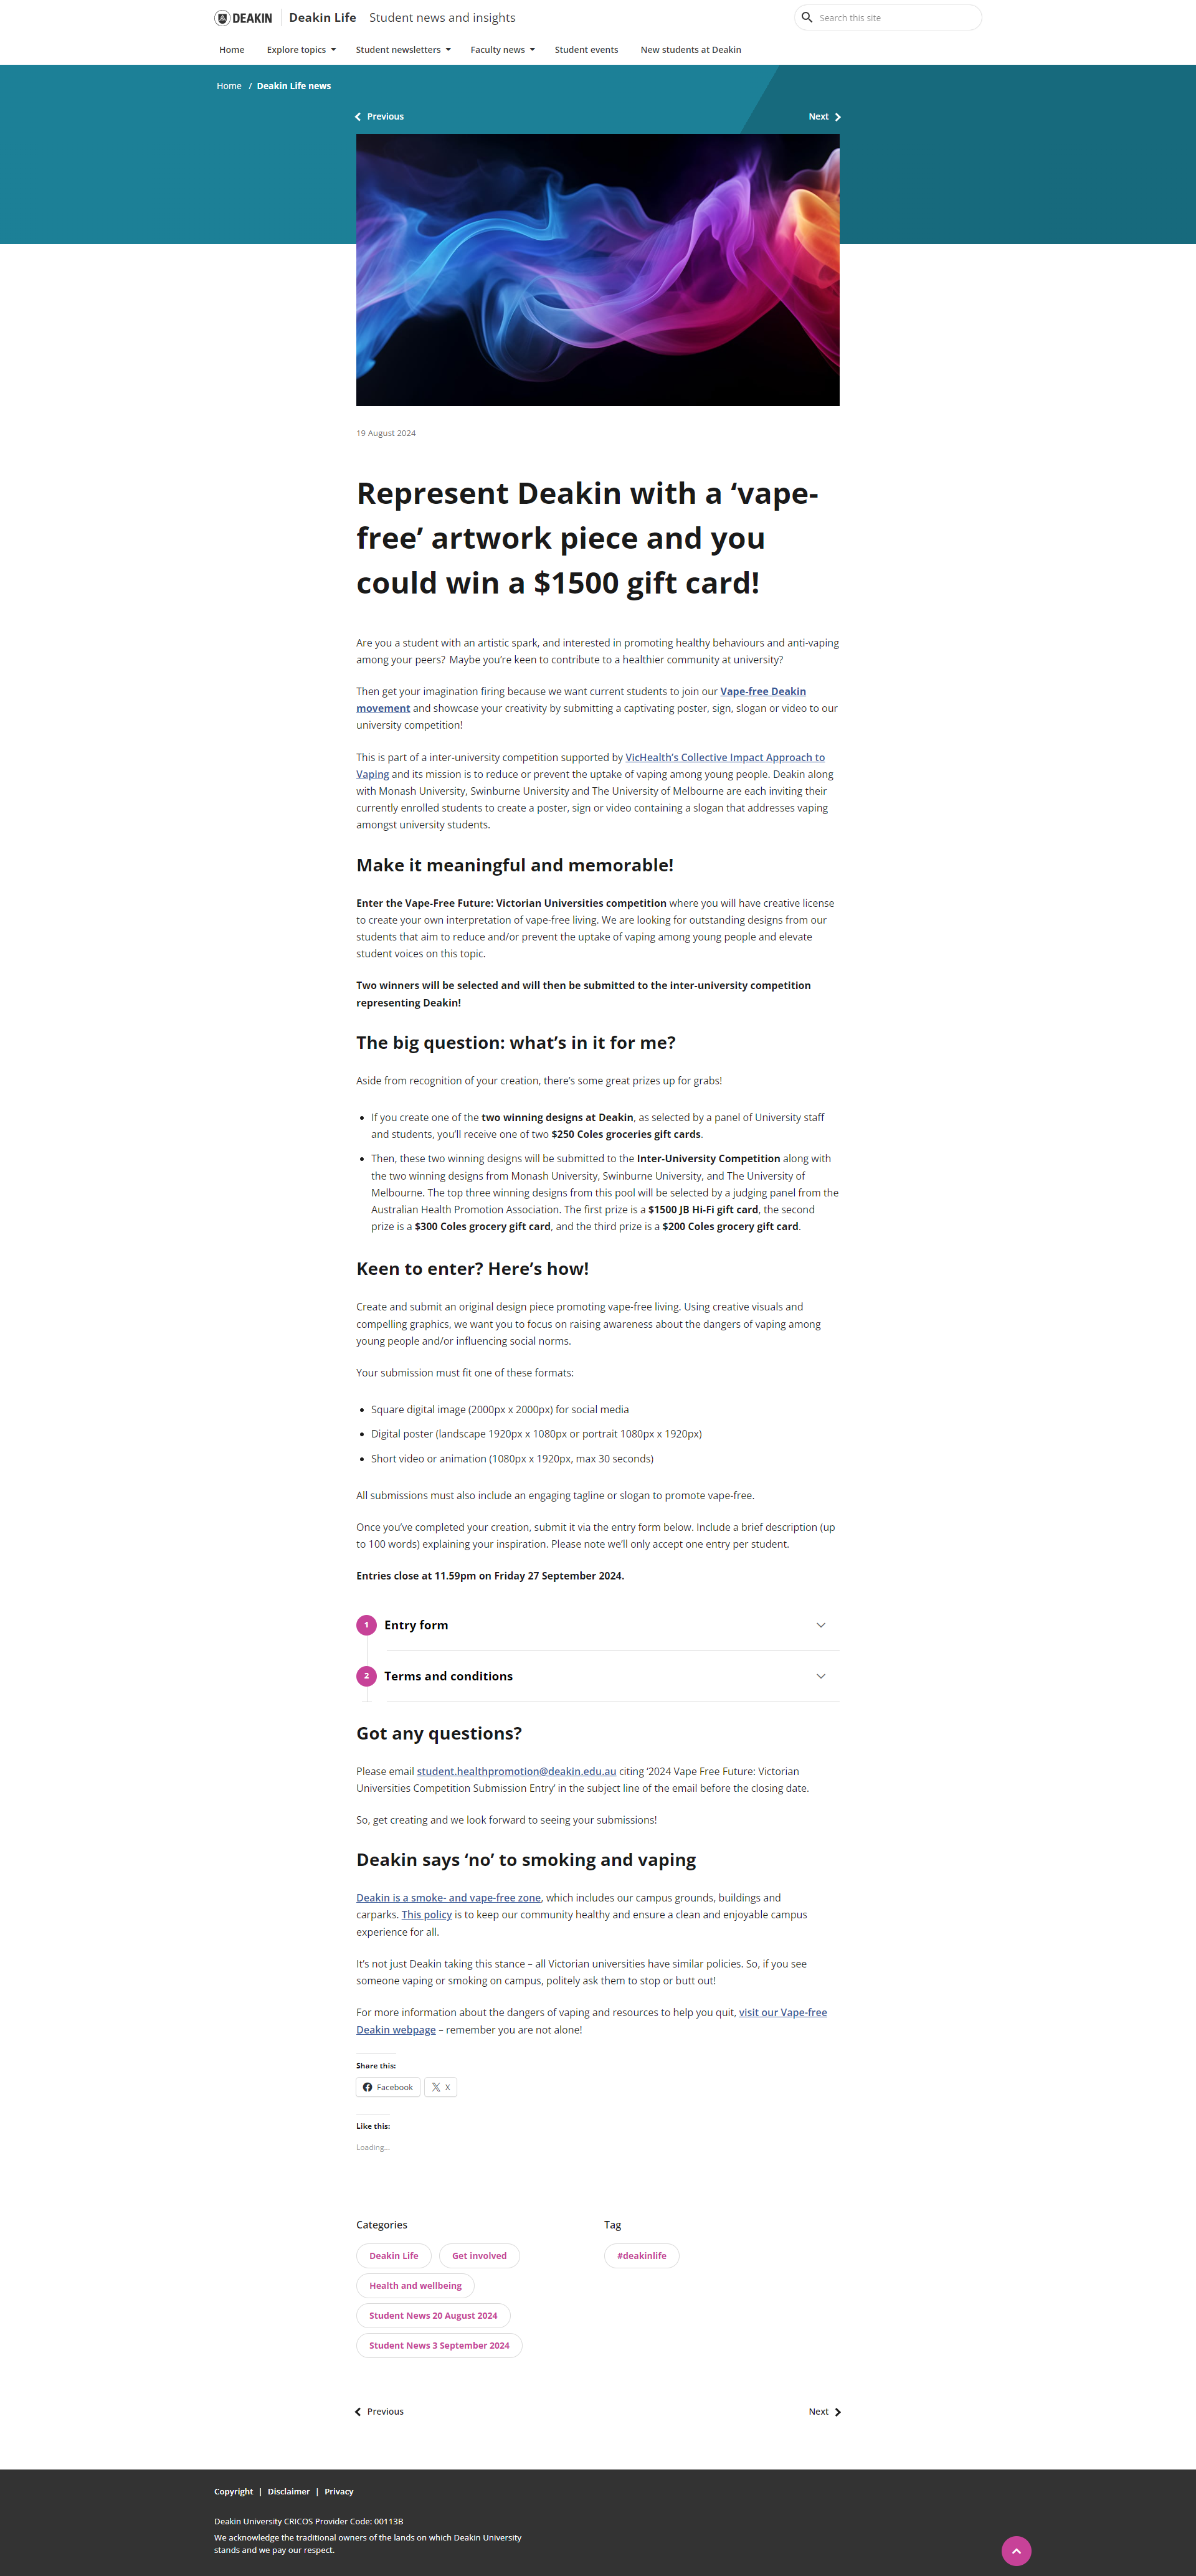 DEAKIN
Deakin Life
Student news and insights
Search this site
Home
Explore topics
Student newsletters
Faculty news
Student events
New students at Deakin
Home / Deakin Life news
Previous
Next
19 August 2024
Represent Deakin with a ‘vape-
free’ artwork piece and you
could win a $1500 gift card!
Are you a student with an artistic spark, and interested in promoting healthy behaviours and anti-vaping
among your peers? Maybe you’re keen to contribute to a healthier community at university?
Then get your imagination firing because we want current students to join our Vape-free Deakin
movement and showcase your creativity by submitting a captivating poster, sign, slogan or video to our
university competition!
This is part of a inter-university competition supported by VicHealth’s Collective Impact Approach to
Vaping and its mission is to reduce or prevent the uptake of vaping among young people. Deakin along
with Monash University, Swinburne University and The University of Melbourne are each inviting their
currently enrolled students to create a poster, sign or video containing a slogan that addresses vaping
amongst university students.
Make it meaningful and memorable!
Enter the Vape-Free Future: Victorian Universities competition where you will have creative license
to create your own interpretation of vape-free living. We are looking for outstanding designs from our
students that aim to reduce and/or prevent the uptake of vaping among young people and elevate
student voices on this topic.
Two winners will be selected and will then be submitted to the inter-university competition
representing Deakin!
The big question: what’s in it for me?
Aside from recognition of your creation, there’s some great prizes up for grabs!
If you create one of the two winning designs at Deakin, as selected by a panel of University staff
and students, you’ll receive one of two $250 Coles groceries gift cards.
Then, these two winning designs will be submitted to the Inter-University Competition along with
the two winning designs from Monash University, Swinburne University, and The University of
Melbourne. The top three winning designs from this pool will be selected by a judging panel from the
Australian Health Promotion Association. The first prize is a $1500 JB Hi-Fi gift card, the second
prize is a $300 Coles grocery gift card, and the third prize is a $200 Coles grocery gift card.
Keen to enter? Here’s how!
Create and submit an original design piece promoting vape-free living. Using creative visuals and
compelling graphics, we want you to focus on raising awareness about the dangers of vaping among
young people and/or influencing social norms.
Your submission must fit one of these formats:
Square digital image (2000px x 2000px) for social media
Digital poster (landscape 1920px x 1080px or portrait 1080px x 1920px)
Short video or animation (1080px x 1920px, max 30 seconds)
All submissions must also include an engaging tagline or slogan to promote vape-free.
Once you’ve completed your creation, submit it via the entry form below. Include a brief description (up
to 100 words) explaining your inspiration. Please note we’ll only accept one entry per student.
Entries close at 11.59pm on Friday 27 September 2024.
1 Entry form
2 Terms and conditions
Got any questions?
Please email student.healthpromotion@deakin.edu.au citing ‘2024 Vape Free Future: Victorian
Universities Competition Submission Entry’ in the subject line of the email before the closing date.
So, get creating and we look forward to seeing your submissions!
Deakin says ‘no’ to smoking and vaping
Deakin is a smoke- and vape-free zone, which includes our campus grounds, buildings and
carparks. This policy is to keep our community healthy and ensure a clean and enjoyable campus
experience for all.
It’s not just Deakin taking this stance – all Victorian universities have similar policies. So, if you see
someone vaping or smoking on campus, politely ask them to stop or butt out!
For more information about the dangers of vaping and resources to help you quit, visit our Vape-free
Deakin webpage – remember you are not alone!
Share this:
Facebook
X
Like this:
Loading...
Categories
Deakin Life
Get involved
Health and wellbeing
Student News 20 August 2024
Student News 3 September 2024
Tag
#deakinlife
Previous
Next
Copyright | Disclaimer | Privacy
Deakin University CRICOS Provider Code: 00113B
We acknowledge the traditional owners of the lands on which Deakin University
stands and we pay our respect.